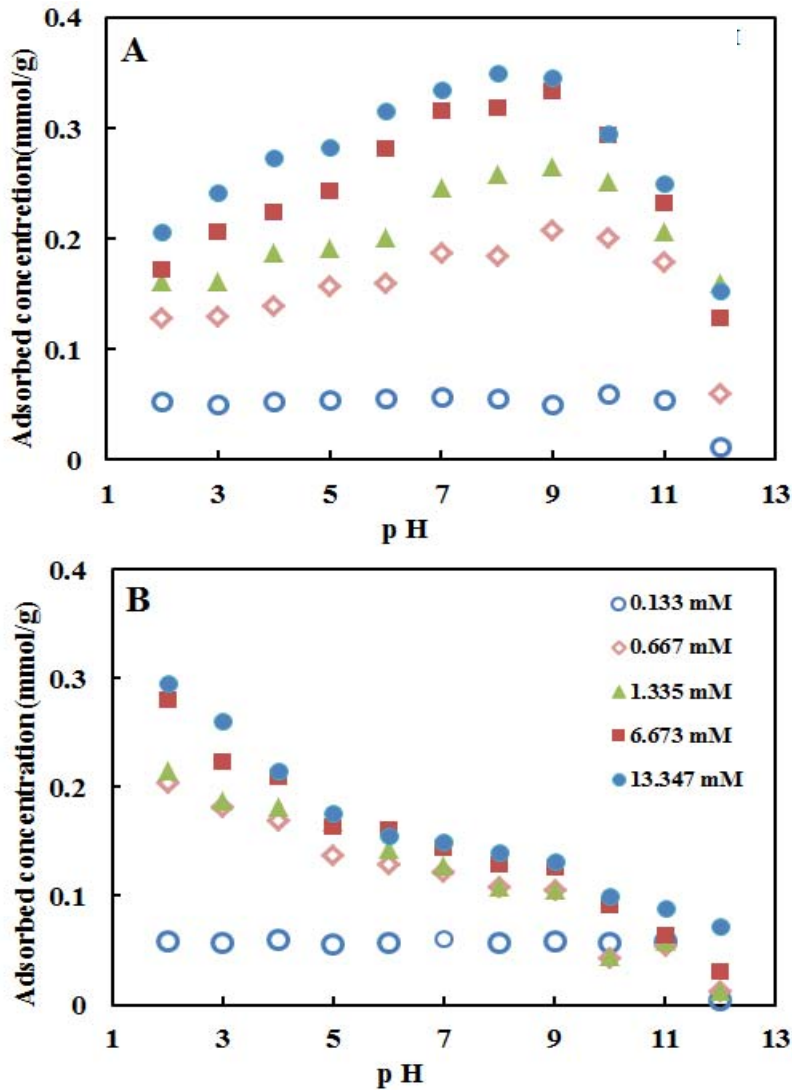 A
Adsorbed concentretion(mmol/g)
0.4
0.3
0.2
0.1
0
1 3 5 7 9 11 13
p H
B
Adsorbed concentration (mmol/g)
0.4
0.3
0.2
0.1
0
0.133 mM
0.667 mM
1.335 mM
6.673 mM
13.347 mM
1 3 5 7 9 11 13
p H